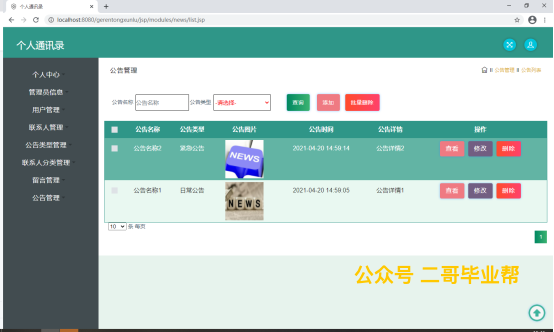 个人通讯录
localhost:8080/gerentongxunlu/jsp/modules/news/list.jsp
个人通讯录
个人中心
管理员信息
用户管理
联系人管理
公告类型管理
联系人分类管理
留言管理
公告管理
公告管理
公告管理 公告列表
公告名称 公告名称 公告类型 -请选择- 查询 添加 批量删除
公告名称 公告类型 公告图片 公告时间 公告详情 操作
公告名称2 紧急公告 NEWS 2021-04-20 14:59:14 公告详情2 查看 修改 删除
公告名称1 日常公告 NEWS 2021-04-20 14:59:05 公告详情1 查看 修改 删除
10 条 每页
1
公众号 二哥毕业帮